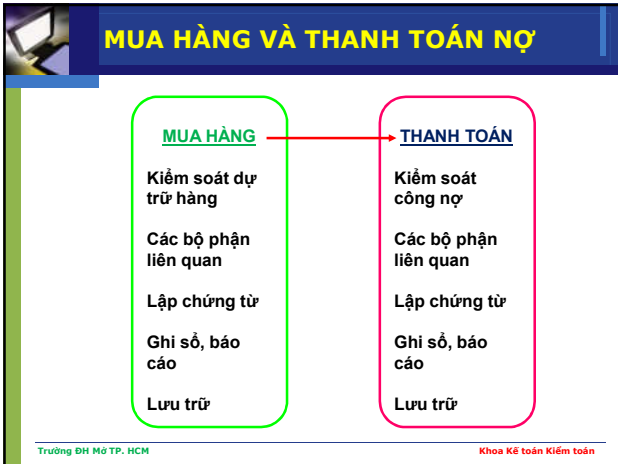 MUA HÀNG VÀ THANH TOÁN NỢ
MUA HÀNG
Kiểm soát dự
trữ hàng
Các bộ phận
liên quan
Lập chứng từ
Ghi sổ, báo
cáo
Lưu trữ
THANH TOÁN
Kiểm soát
công nợ
Các bộ phận
liên quan
Lập chứng từ
Ghi sổ, báo
cáo
Lưu trữ
Trường ĐH Mở TP. HCM
Khoa Kế toán Kiểm toán